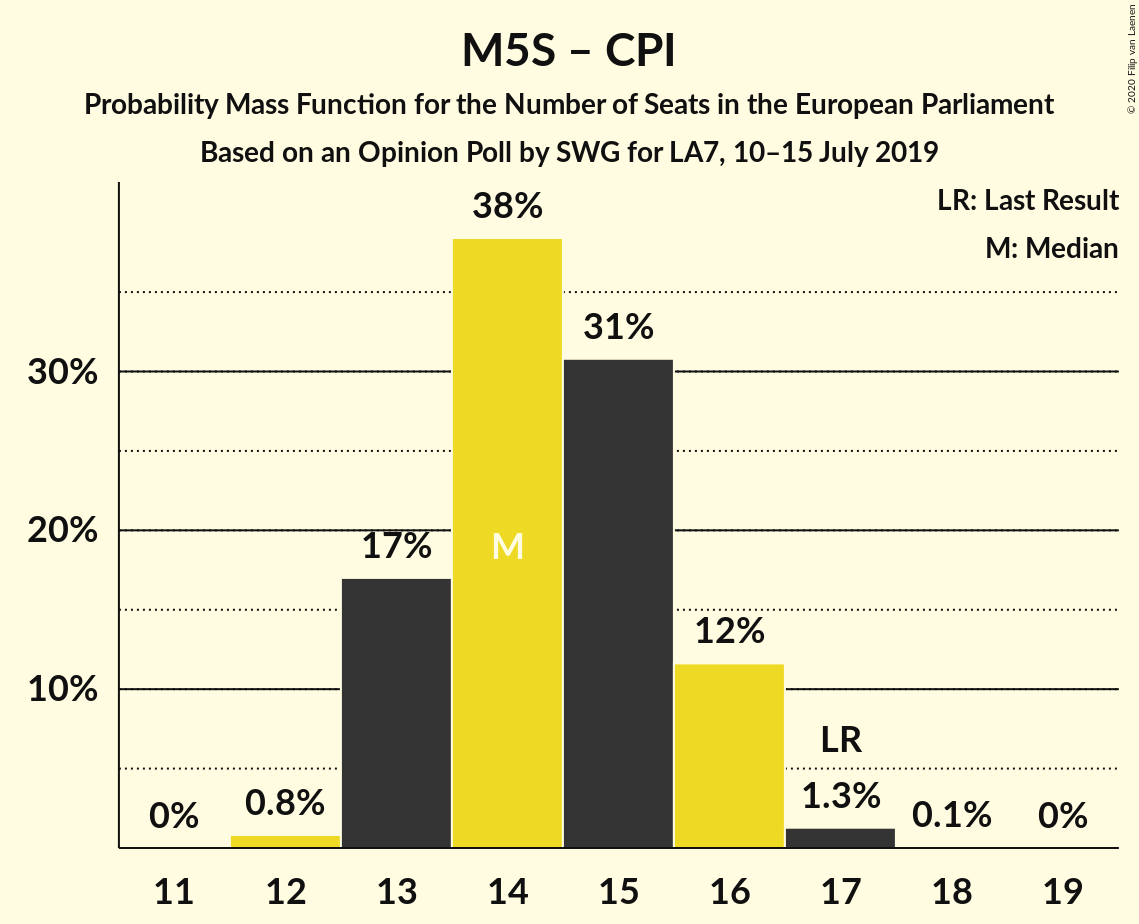 M5S – CPI
Probability Mass Function for the Number of Seats in the European Parliament
Based on an Opinion Poll by SWG for LA7, 10–15 July 2019
© 2020 Filip van Laenen
LR: Last Result
M: Median
38%
31%
30%
20%
17%
M
12%
10%
LR
0%
0.8%
1.3%
0.1%
0%
11 12 13 14 15 16 17 18 19